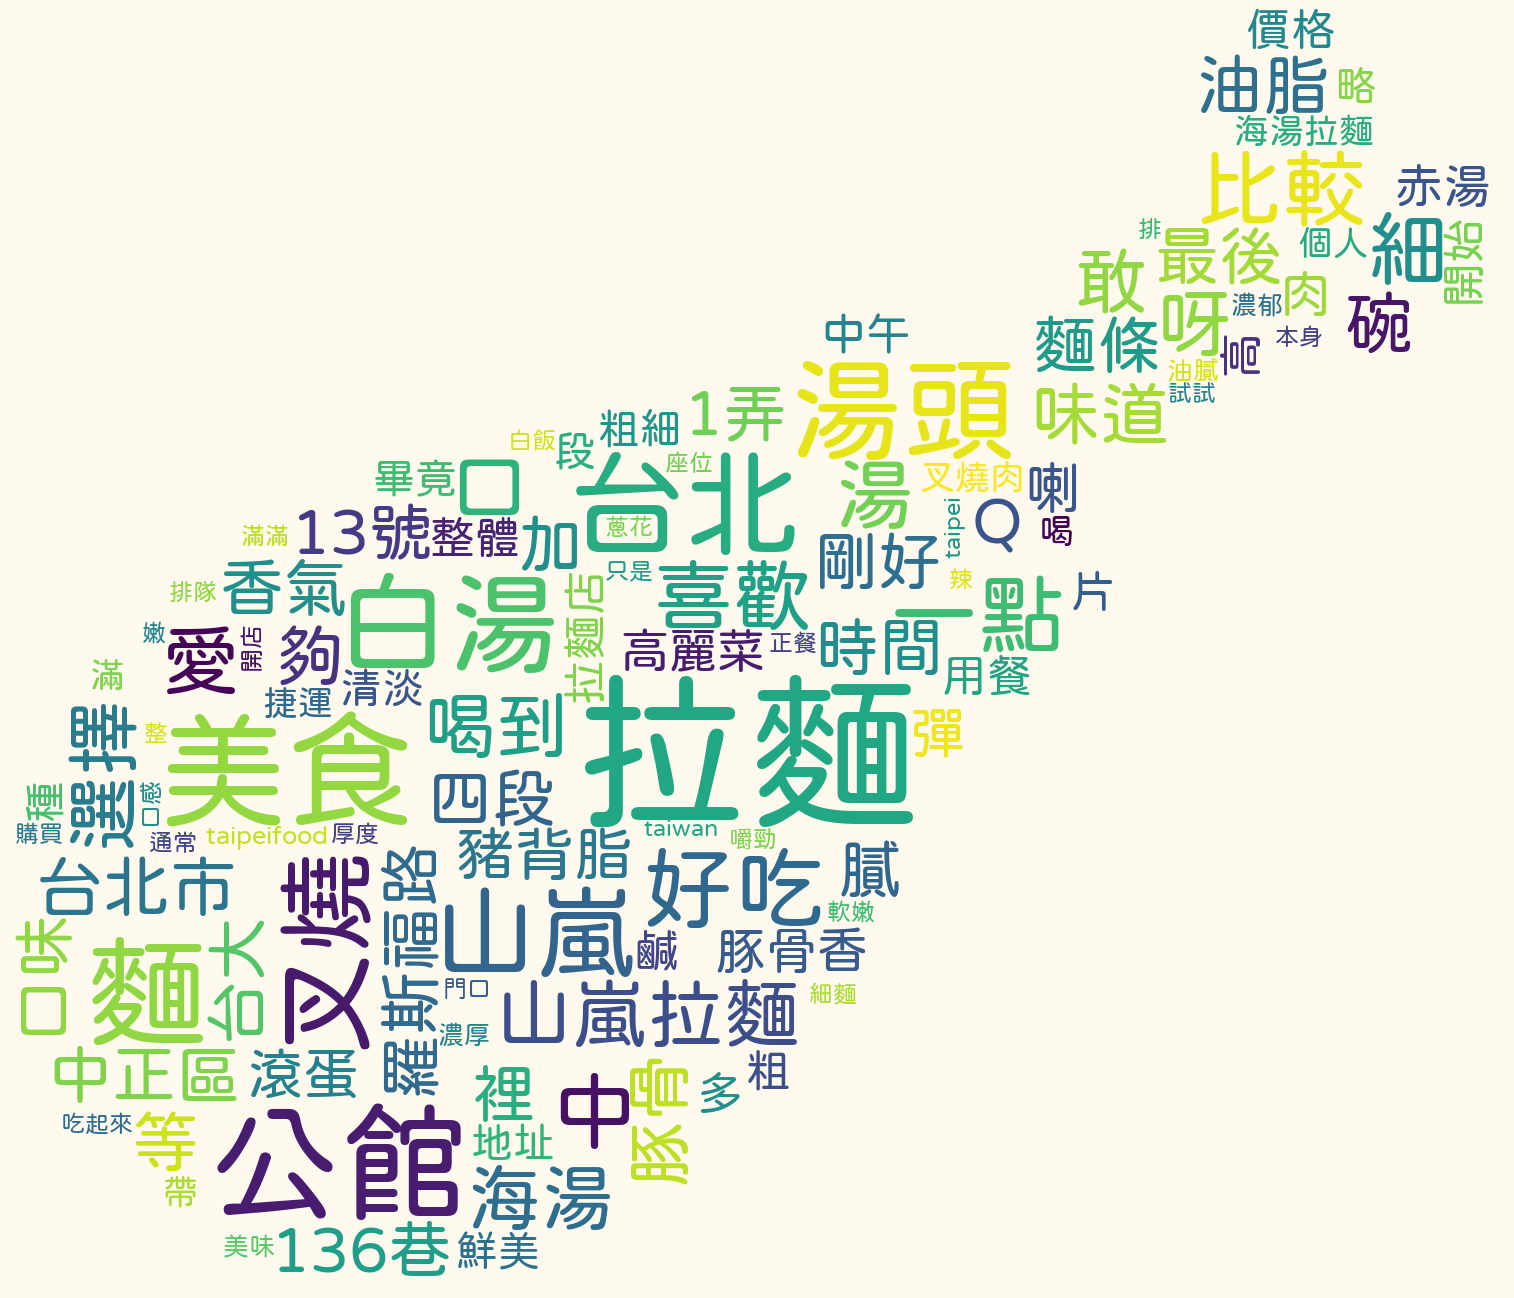 價格
油脂
略
海湯拉麵
比較
赤湯
排
最後
個人
細
開始
敢
呀
濃郁
肉
碗
中午
麵條
高
本身
湯頭
油膩
味道
試試
1弄
粗細
白飯
段
台北
座位
畢竟
口
湯
叉燒肉
喇
taipei
Q
喝
滿滿
13號
整體
加
蔥花
剛好
香氣
只是
喜歡
辣
片
排隊
白湯
拉麵店
一點
嫩
愛
開店
夠
高麗菜
正餐
時間
滿
捷運
清淡
用餐
選擇
整
美食
喝到
拉麵
彈
四段
種
口感
購買
通常
taipeifood
厚度
taiwan
嚼勁
豬背脂
台北市
叉燒
羅斯福路
好吃
膩
山嵐
軟嫩
口味
麵
台大
鹹
豚骨香
門口
山嵐拉麵
細麵
濃厚
中正區
滾蛋
裡
中
豚骨
多
粗
吃起來
等
公館
地址
帶
海湯
美味
136巷
鮮美